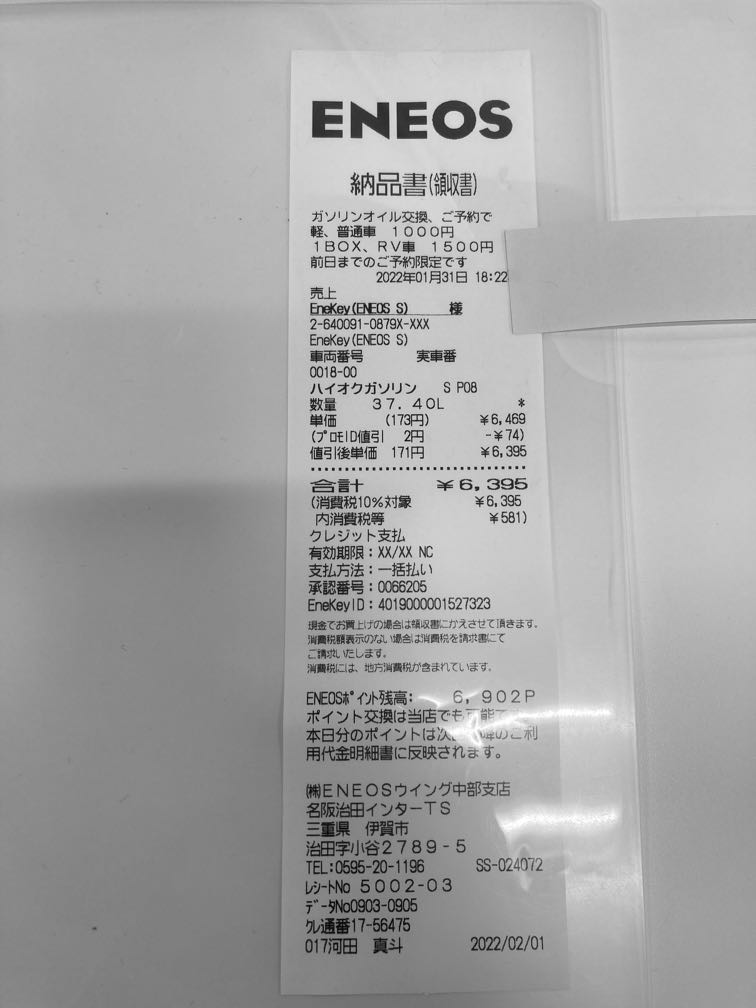 ENEOS
納品書(領収書)
ガソリンオイル交換、ご予約で
軽、普通車 1000円
1BOX、RV車 1500円
前日までのご予約限定です
2022年01月31日 18:22
売上
EneKey(ENEOS S) 様
2-640091-0879X-XXX
EneKey(ENEOS S)
車両番号 実車番
0018-00
ハイオクガソリン S P08
数量 37.40L *
単価 (173円) ¥6,469
(プロモID値引 2円 -¥74)
値引後単価 171円 ¥6,395
合計 ¥6,395
(消費税10%対象 ¥6,395
内消費税等 ¥581)
クレジット支払
有効期限:XX/XX NC
支払方法:一括払い
承認番号:0066205
EneKeyID:4019000001527323
現金でお買上げの場合は領収書にかえさせて頂きます。
消費税額表示のない場合は消費税を請求書にて
ご請求いたします。
消費税には、地方消費税が含まれています。
ENEOSポイント残高: 6,902P
ポイント交換は当店でも可能で
本日分のポイントは次 降のご利
用代金明細書に反映されます。
㈱ENEOSウイング中部支店
名阪治田インターTS
三重県 伊賀市
治田字小谷2789-5
TEL:0595-20-1196 SS-024072
レシートNo 5002-03
データNo0903-0905
クレ通番17-56475
017河田 真斗 2022/02/01